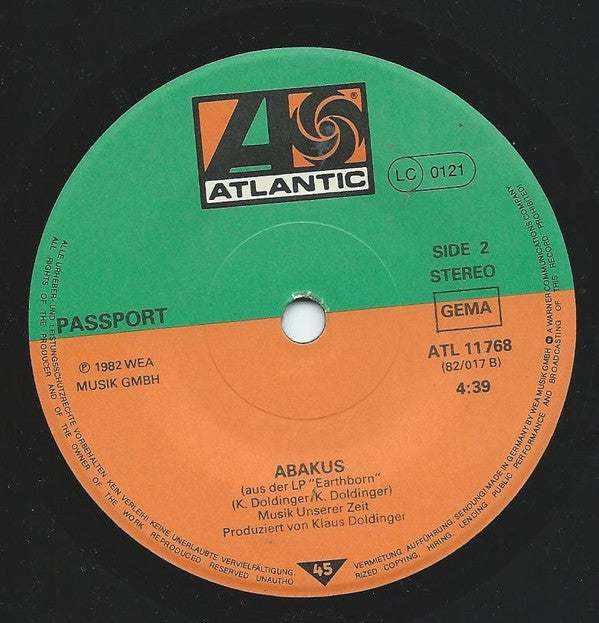 ATLANTIC
LC 0121
SIDE 2
STEREO
GEMA
PASSPORT
℗ 1982 WEA
MUSIK GMBH
ATL 11768
(82/017 B)
4:39
ABAKUS
(aus der LP "Earthborn"
(K. Doldinger/K. Doldinger)
Musik Unserer Zeit
Produziert von Klaus Doldinger
45
ALLE URHEBER UND LEISTUNGSSCHUTZRECHTE VORBEHALTEN. KEIN VERLEIH! KEINE UNERLAUBTE VERVIELFÄLTIGUNG, VERMIETUNG, AUFFÜHRUNG, SENDUNG! MADE IN GERMANY BY WEA MUSIK GMBH A WARNER COMMUNICATIONS COMPANY
ALL RIGHTS OF THE PRODUCER AND OF THE OWNER OF THE WORK REPRODUCED RESERVED UNAUTHORIZED COPYING, HIRING, LENDING, PUBLIC PERFORMANCE AND BROADCASTING OF THIS RECORD PROHIBITED